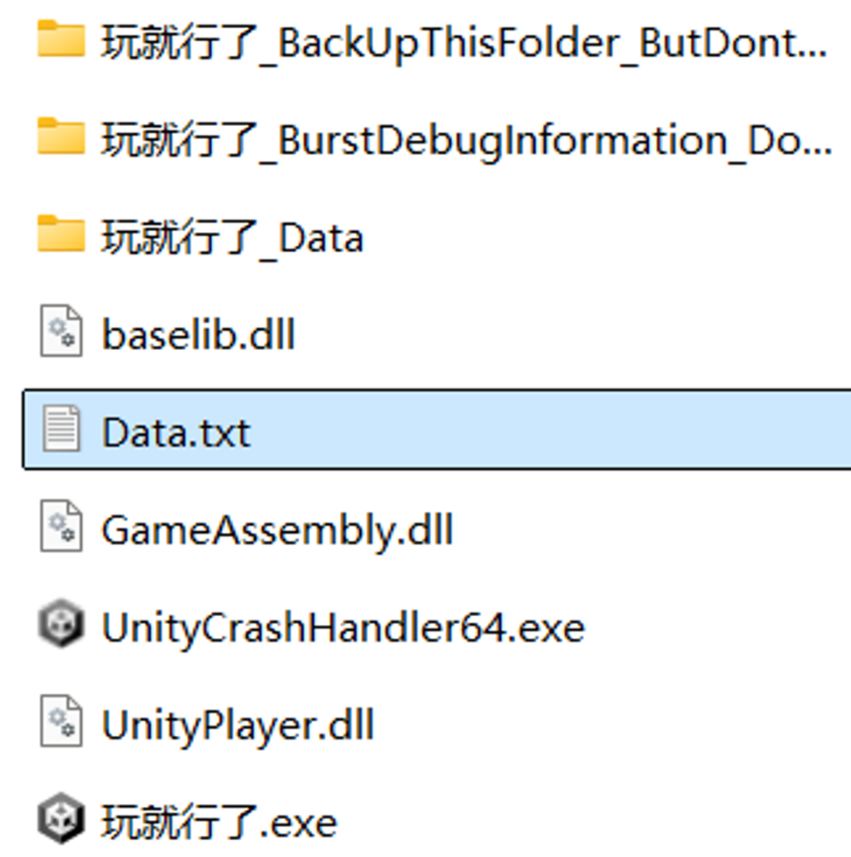 玩就行了_BackUpThisFolder_ButDont...
玩就行了_BurstDebugInformation_Do...
玩就行了_Data
baselib.dll
Data.txt
GameAssembly.dll
UnityCrashHandler64.exe
UnityPlayer.dll
玩就行了.exe